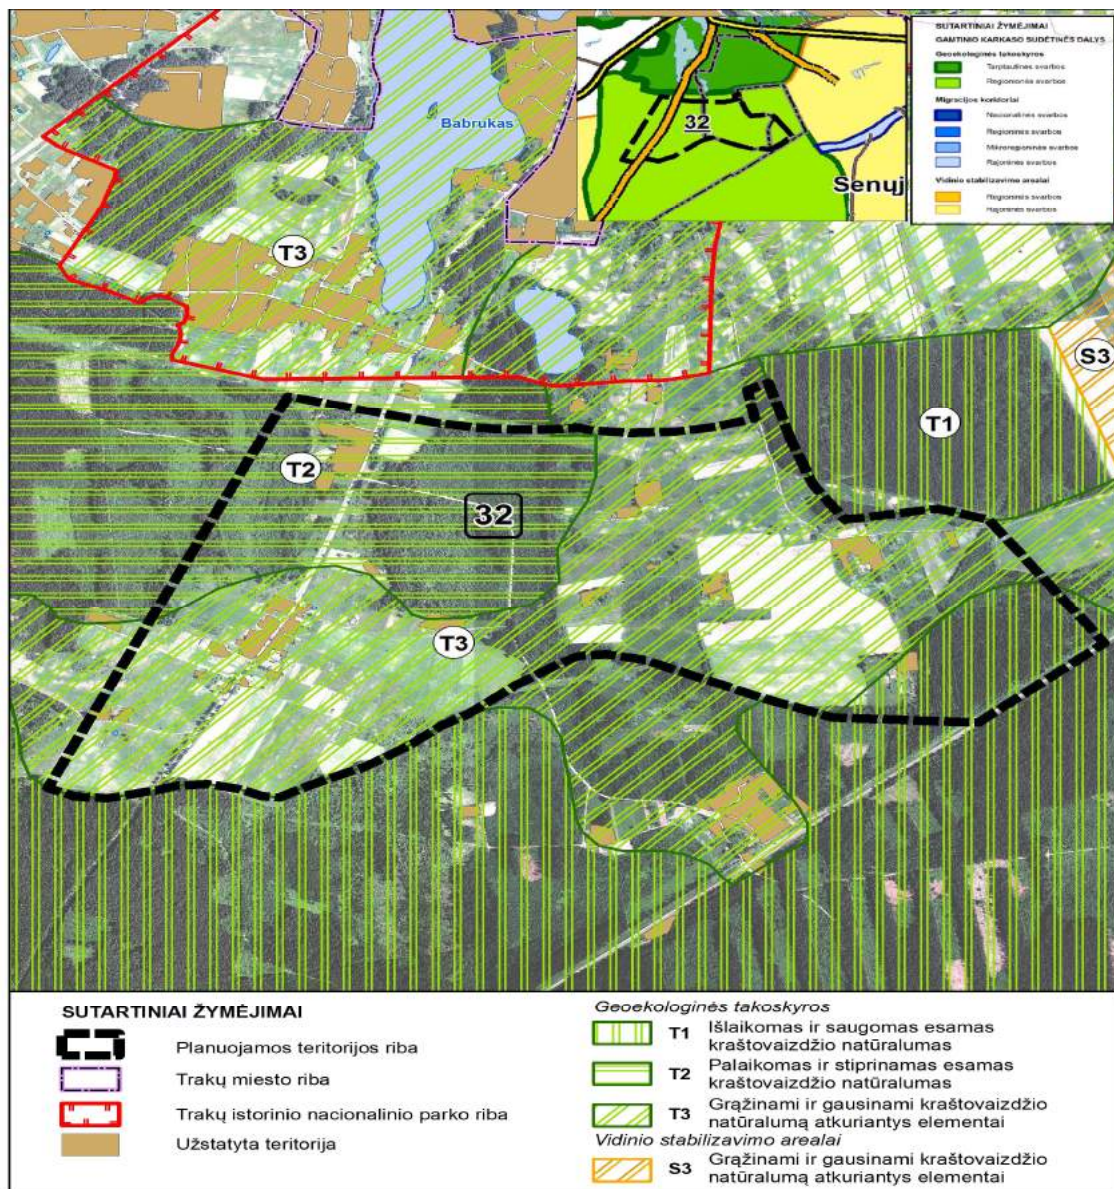 SUTARTINIAI ŽYMĖJIMAI
GAMTINIO KARKASO SUDĖTINĖS DALYS
Geoekologinės takoskyros
Tarptautinės svarbos
Regioninės svarbos
Migracijos koridoriai
Nacionalinės svarbos
Regioninės svarbos
Mikroregioninės svarbos
Rajoninės svarbos
Vidinio stabilizavimo arealai
Regioninės svarbos
Rajoninės svarbos
32
Senųj
Babrukas
T3
S3
T1
T2
32
T3
SUTARTINIAI ŽYMĖJIMAI
Planuojamos teritorijos riba
Trakų miesto riba
Trakų istorinio nacionalinio parko riba
Užstatyta teritorija
Geoekologinės takoskyros
T1 Išlaikomas ir saugomas esamas
kraštovaizdžio natūralumas
T2 Palaikomas ir stiprinamas esamas
kraštovaizdžio natūralumas
T3 Grąžinami ir gausinami kraštovaizdžio
natūralumą atkuriantys elementai
Vidinio stabilizavimo arealai
S3 Grąžinami ir gausinami kraštovaizdžio
natūralumą atkuriantys elementai